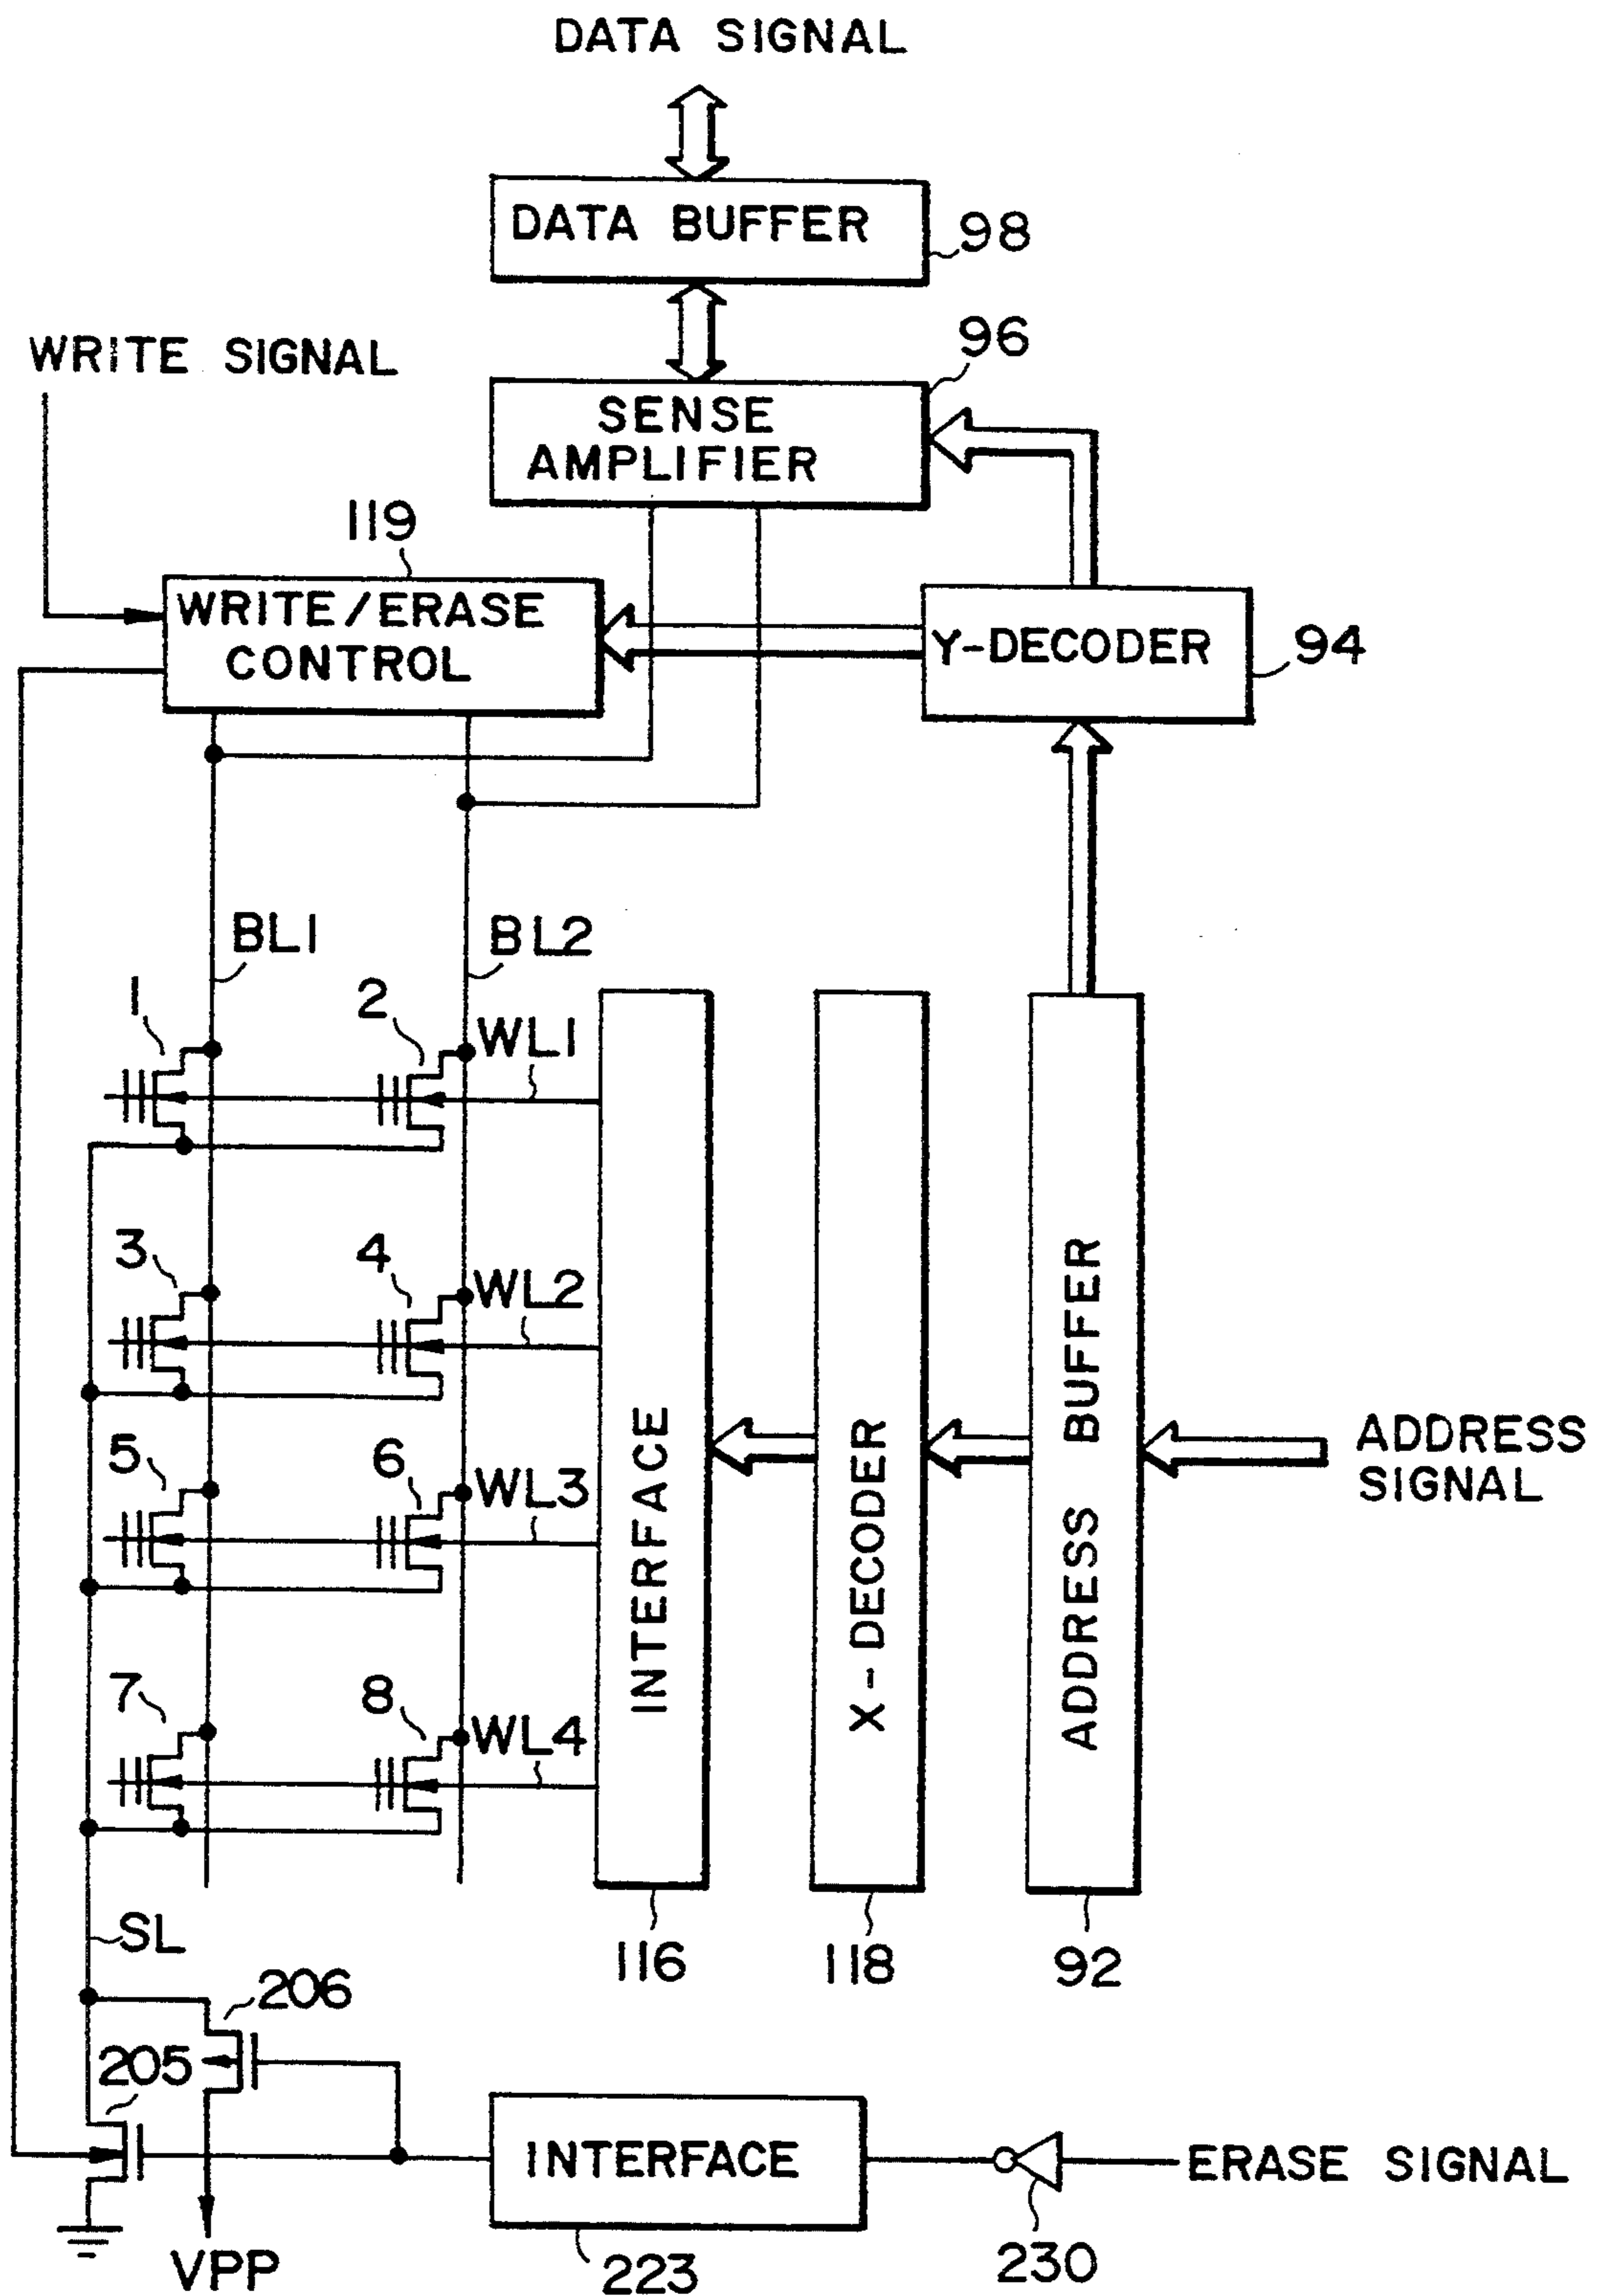 DATA SIGNAL
DATA BUFFER
98
WRITE SIGNAL
96
SENSE
AMPLIFIER
119
WRITE/ERASE
CONTROL
Y-DECODER
94
BL1
BL2
1
2
WL1
3
4
WL2
5
6
WL3
7
8
WL4
INTERFACE
X-DECODER
ADDRESS BUFFER
ADDRESS
SIGNAL
SL
116
118
92
206
205
INTERFACE
ERASE SIGNAL
VPP
223
230